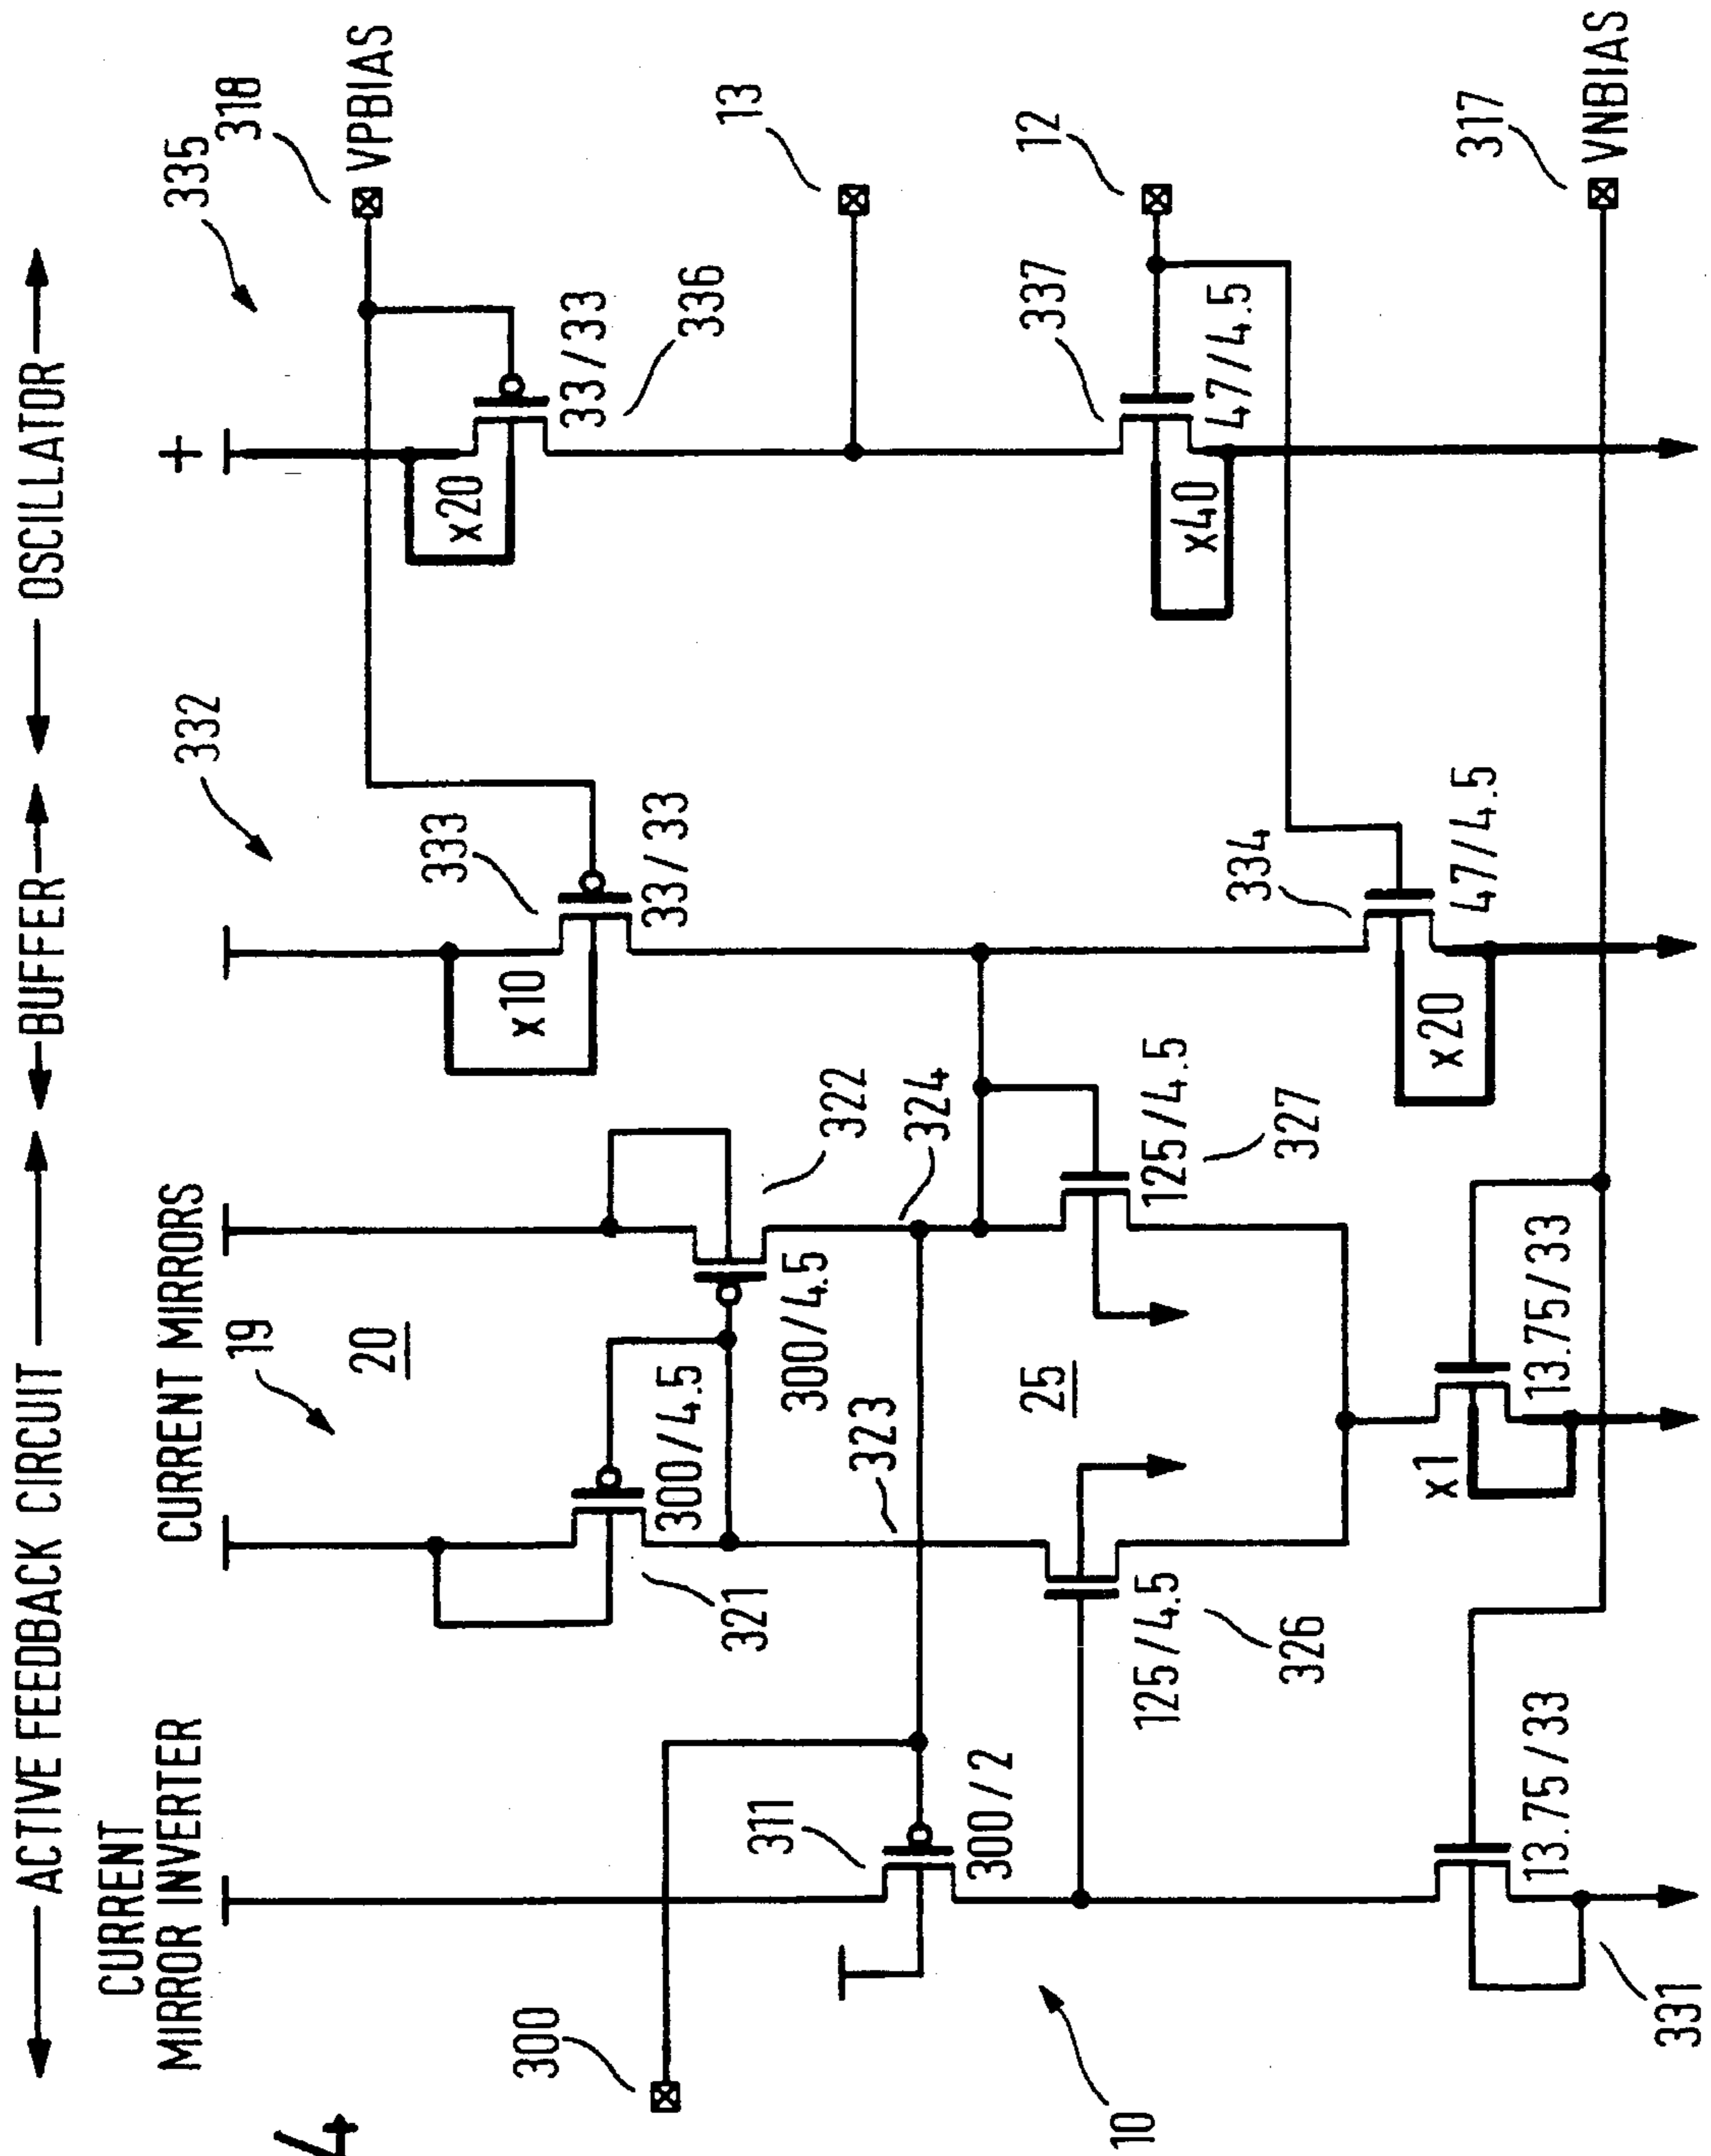 ACTIVE FEEDBACK CIRCUIT
BUFFER
OSCILLATOR
CURRENT
MIRROR INVERTER
CURRENT MIRRORS
19
20
332
+
335
318
VPBIAS
333
x10
33/33
x20
33/33
336
13
300
311
300/2
321
300/4.5
322
300/4.5
323
324
10
25
125/4.5
326
125/4.5
327
337
12
x40
47/4.5
334
x20
47/4.5
317
VNBIAS
x1
13.75/33
13.75/33
331
4